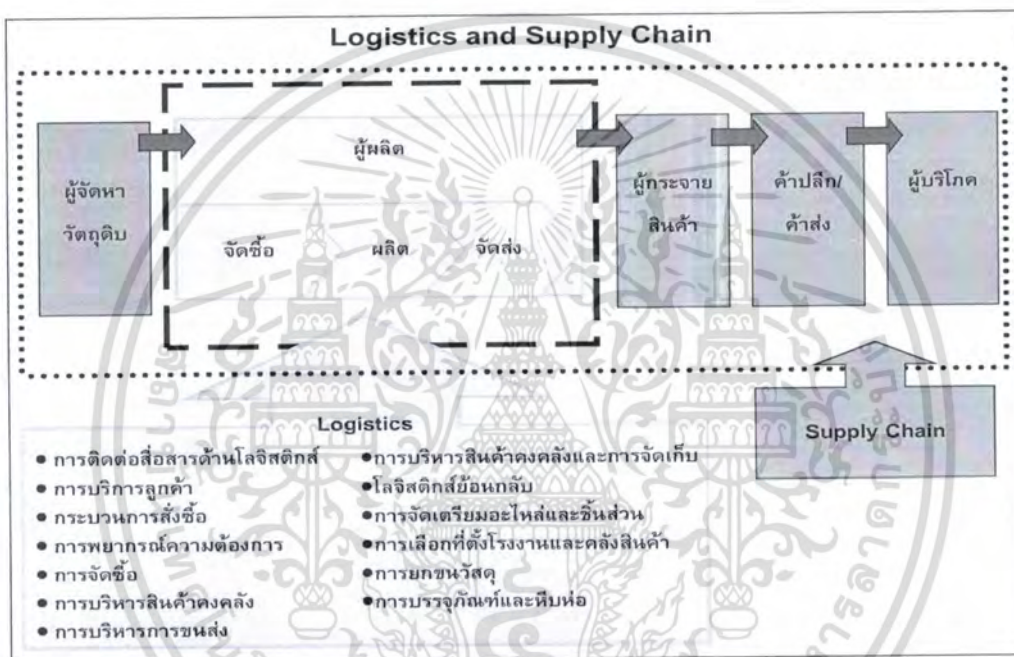 Logistics and Supply Chain
ผู้จัดหา
วัตถุดิบ
ผู้ผลิต
จัดซื้อ ผลิต จัดส่ง
ผู้กระจาย
สินค้า
ค้าปลีก/
ค้าส่ง
ผู้บริโภค
Supply Chain
Logistics
● การติดต่อสื่อสารด้านโลจิสติกส์
● การบริการลูกค้า
● กระบวนการสั่งซื้อ
● การพยากรณ์ความต้องการ
● การจัดซื้อ
● การบริหารสินค้าคงคลัง
● การบริหารการขนส่ง
●การบริหารสินค้าคงคลังและการจัดเก็บ
●โลจิสติกส์ย้อนกลับ
●การจัดเตรียมอะไหล่และชิ้นส่วน
●การเลือกที่ตั้งโรงงานและคลังสินค้า
●การยกขนวัสดุ
●การบรรจุภัณฑ์และหีบห่อ